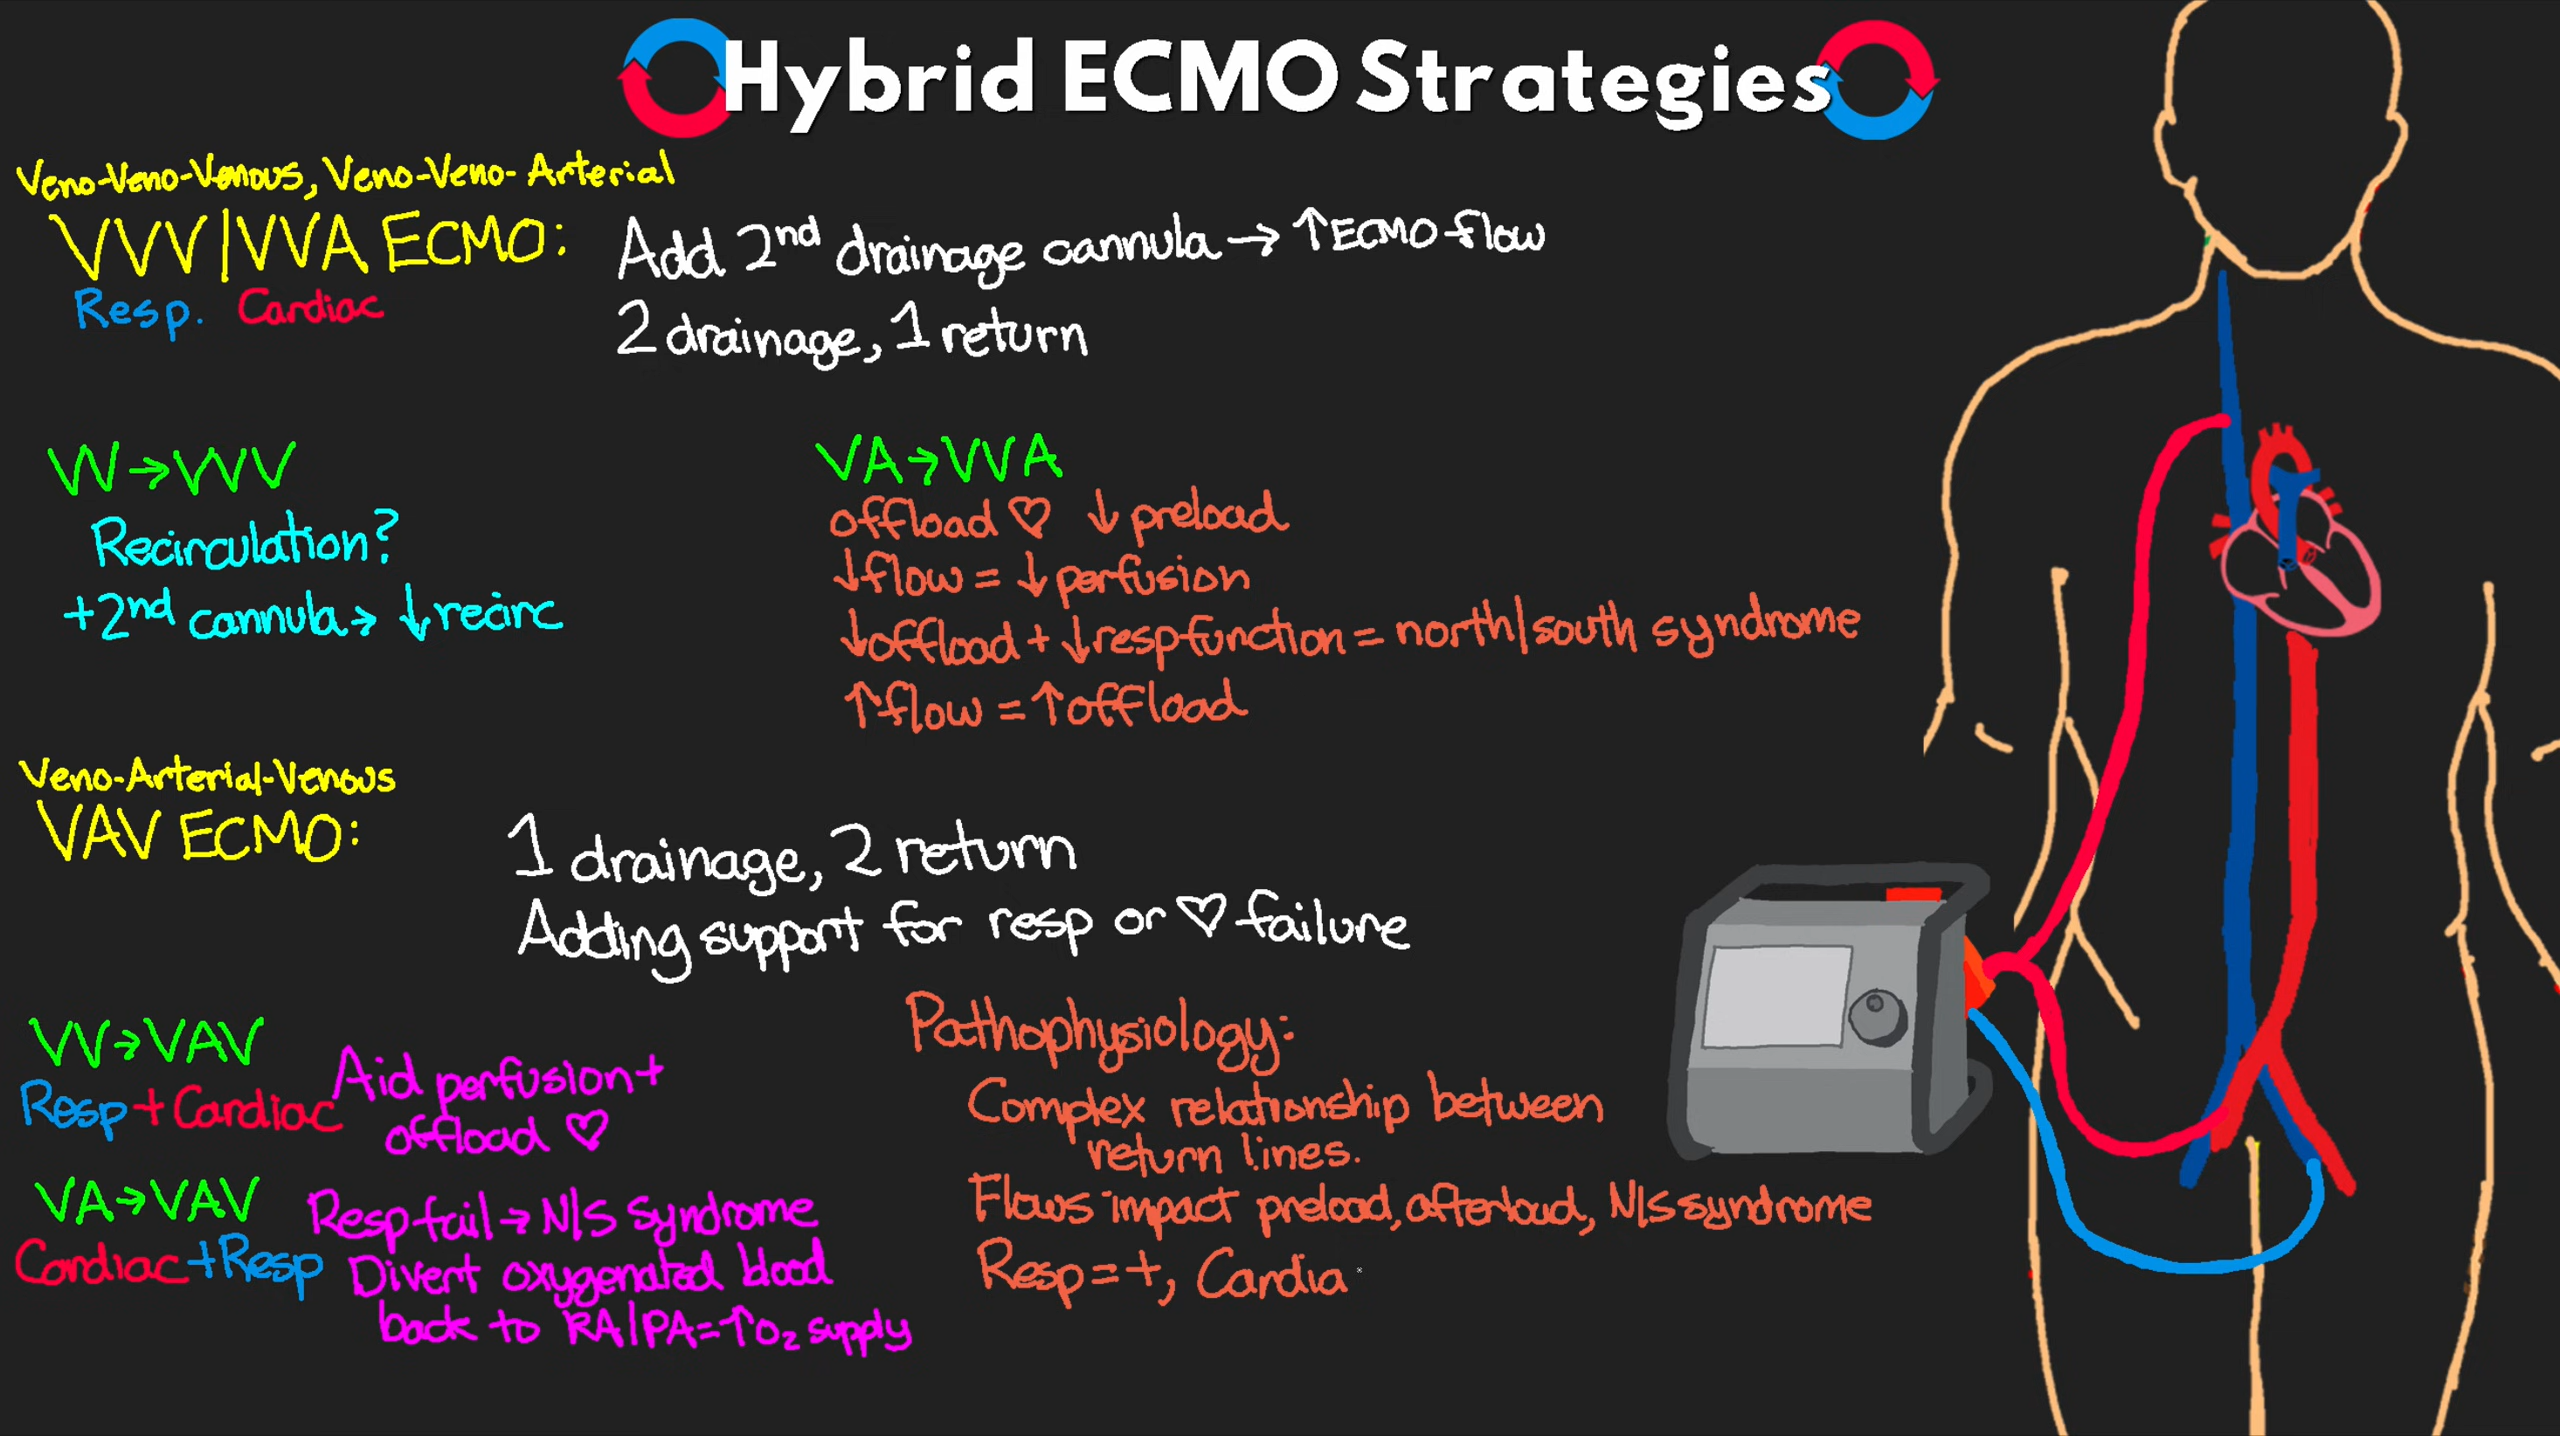 Hybrid ECMO Strategies
Veno-Veno-Venous, Veno-Veno-Arterial
VVV|VVA ECMO:
Resp. Cardiac
Add 2nd drainage cannula → ↑ECMO flow
2 drainage, 1 return
VV→VVV
Recirculation?
+2nd cannula→ ↓recirc
VA→VVA
offload ♡ ↓preload
↓flow = ↓perfusion
↓offload + ↓resp function = north|south syndrome
↑flow = ↑offload
Veno-Arterial-Venous
VAV ECMO:
1 drainage, 2 return
Adding support for resp or ♡ failure
VV→VAV
Resp+Cardiac
Aid perfusion+
offload ♡
VA→VAV
Cardiac+Resp
Resp fail→ N|S Syndrome
Divert oxygenated blood
back to RA|PA=↑O₂ supply
Pathophysiology:
Complex relationship between
return lines.
Flows impact preload, afterload, N|S syndrome
Resp=+, Cardia